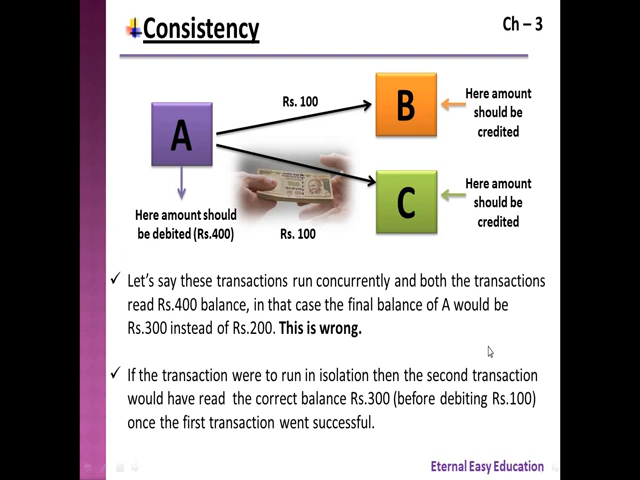 Consistency
Ch – 3
Rs. 100
A
B
C
Here amount
should be
credited
Here amount
should be
credited
Here amount should
be debited (Rs.400)
Rs. 100
Let's say these transactions run concurrently and both the transactions
read Rs.400 balance, in that case the final balance of A would be
Rs.300 instead of Rs.200. This is wrong.
If the transaction were to run in isolation then the second transaction
would have read the correct balance Rs.300 (before debiting Rs.100)
once the first transaction went successful.
Eternal Easy Education